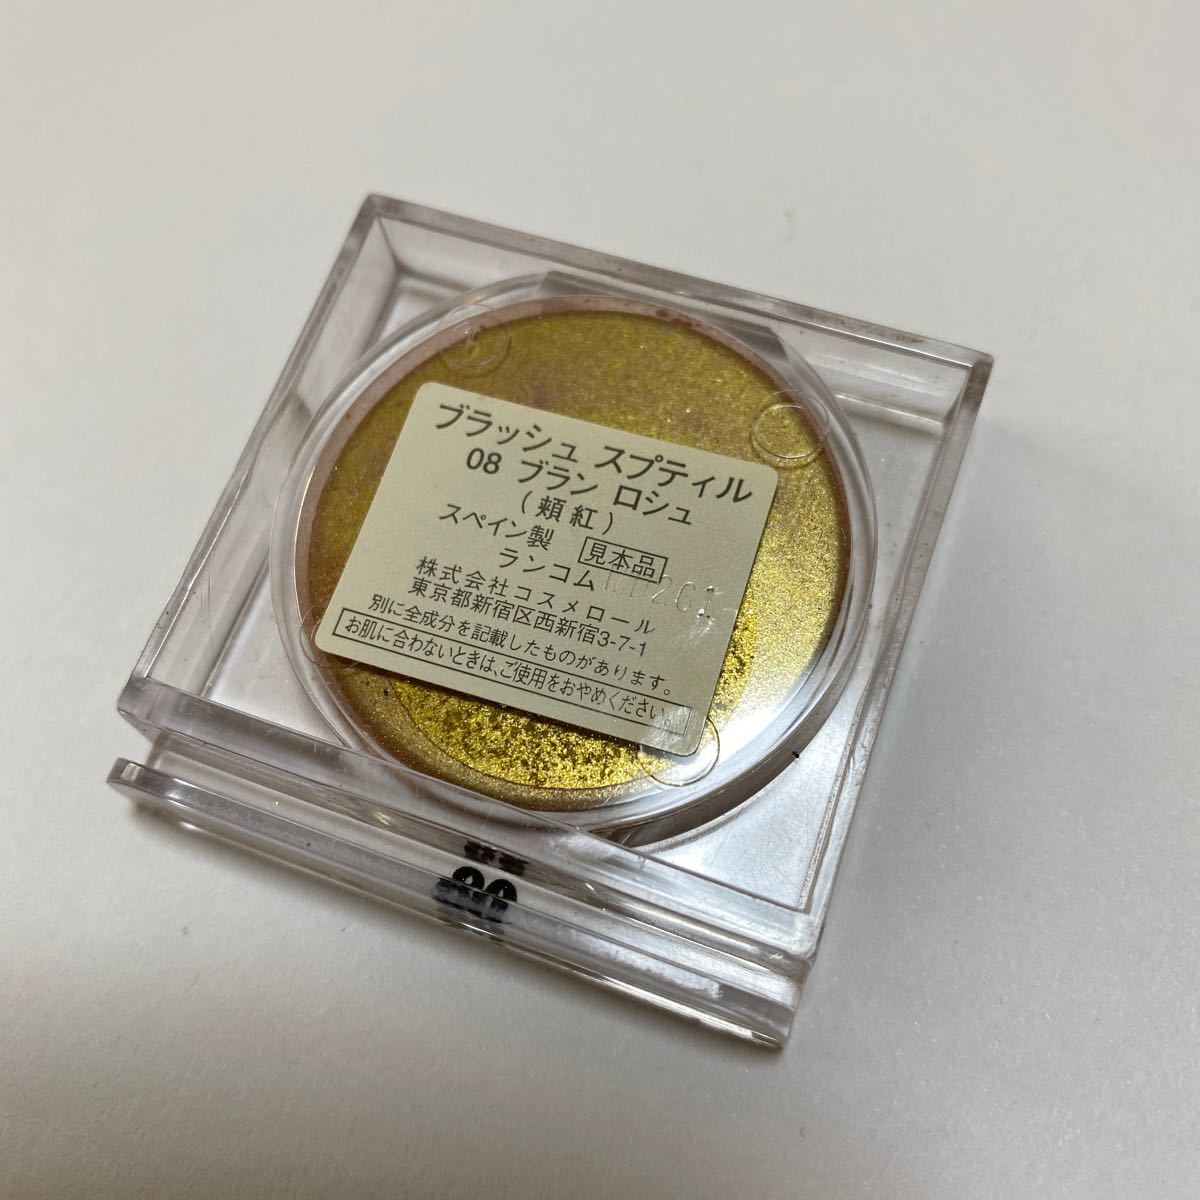 ブラッシュ スプティル
08 ブラン ロシュ
(頬紅)
スペイン製 見本品
ランコム
株式会社コスメロール
東京都新宿区西新宿3-7-1
別に全成分を記載したものがあります。
お肌に合わないときは、ご使用をおやめください。